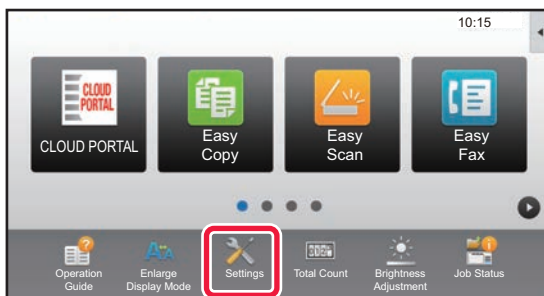 10:15
CLOUD
PORTAL
CLOUD PORTAL
Easy
Copy
Easy
Scan
Easy
Fax
Operation
Guide
Enlarge
Display Mode
Settings
Total Count
Brightness
Adjustment
Job Status